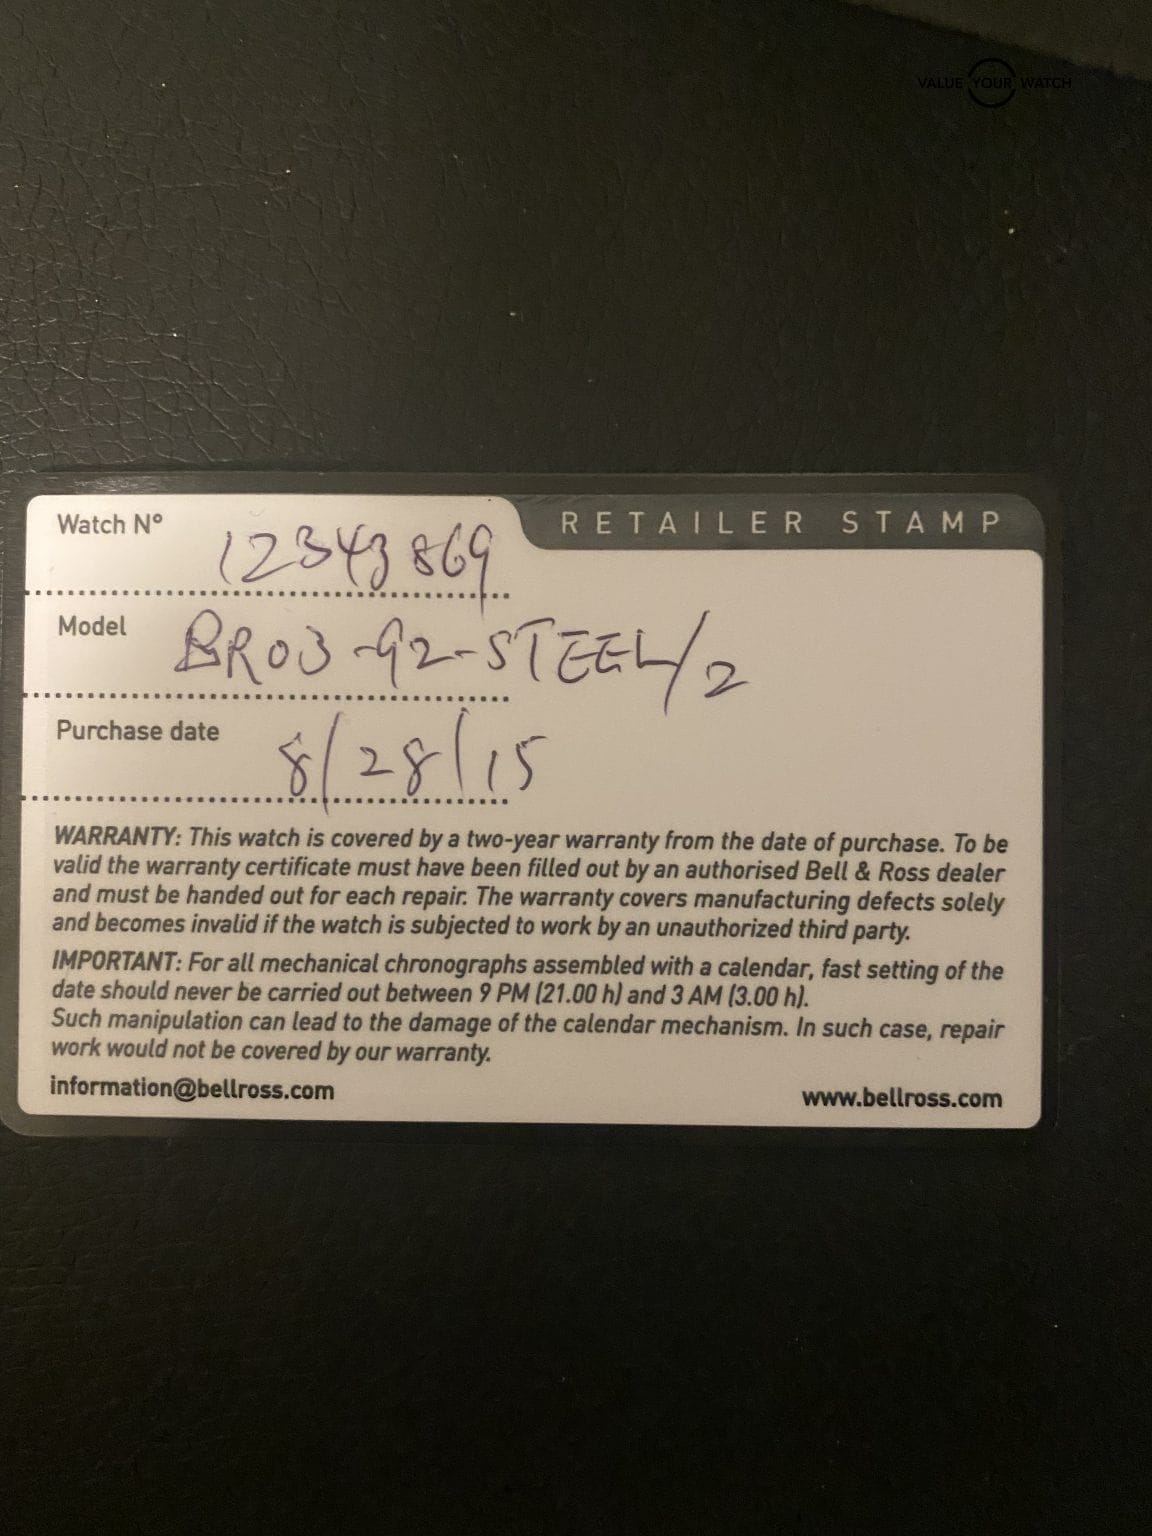 VALUE YOUR WATCH
Watch Nº 12343869
RETAILER STAMP
Model BR03-92-STEEL/2
Purchase date 8/28/15
WARRANTY: This watch is covered by a two-year warranty from the date of purchase. To be
valid the warranty certificate must have been filled out by an authorised Bell & Ross dealer
and must be handed out for each repair. The warranty covers manufacturing defects solely
and becomes invalid if the watch is subjected to work by an unauthorized third party.
IMPORTANT: For all mechanical chronographs assembled with a calendar, fast setting of the
date should never be carried out between 9 PM (21.00 h) and 3 AM (3.00 h).
Such manipulation can lead to the damage of the calendar mechanism. In such case, repair
work would not be covered by our warranty.
information@bellross.com
www.bellross.com